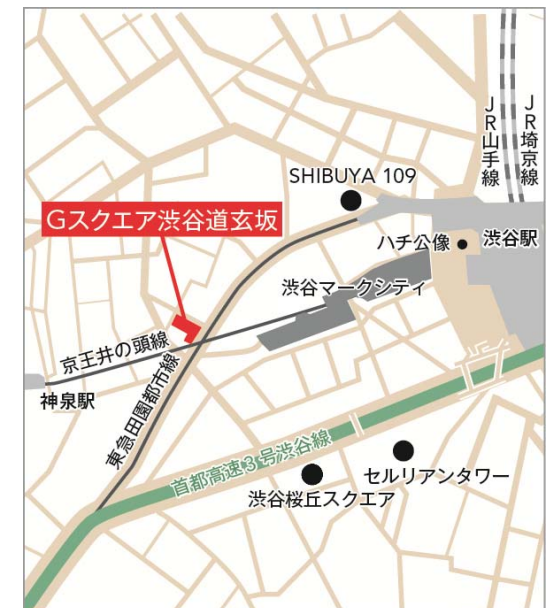 JR埼京線
JR山手線
SHIBUYA 109
Gスクエア渋谷道玄坂
ハチ公像
渋谷駅
渋谷マークシティ
京王井の頭線
神泉駅
東急田園都市線
首都高速3号渋谷線
セルリアンタワー
渋谷桜丘スクエア